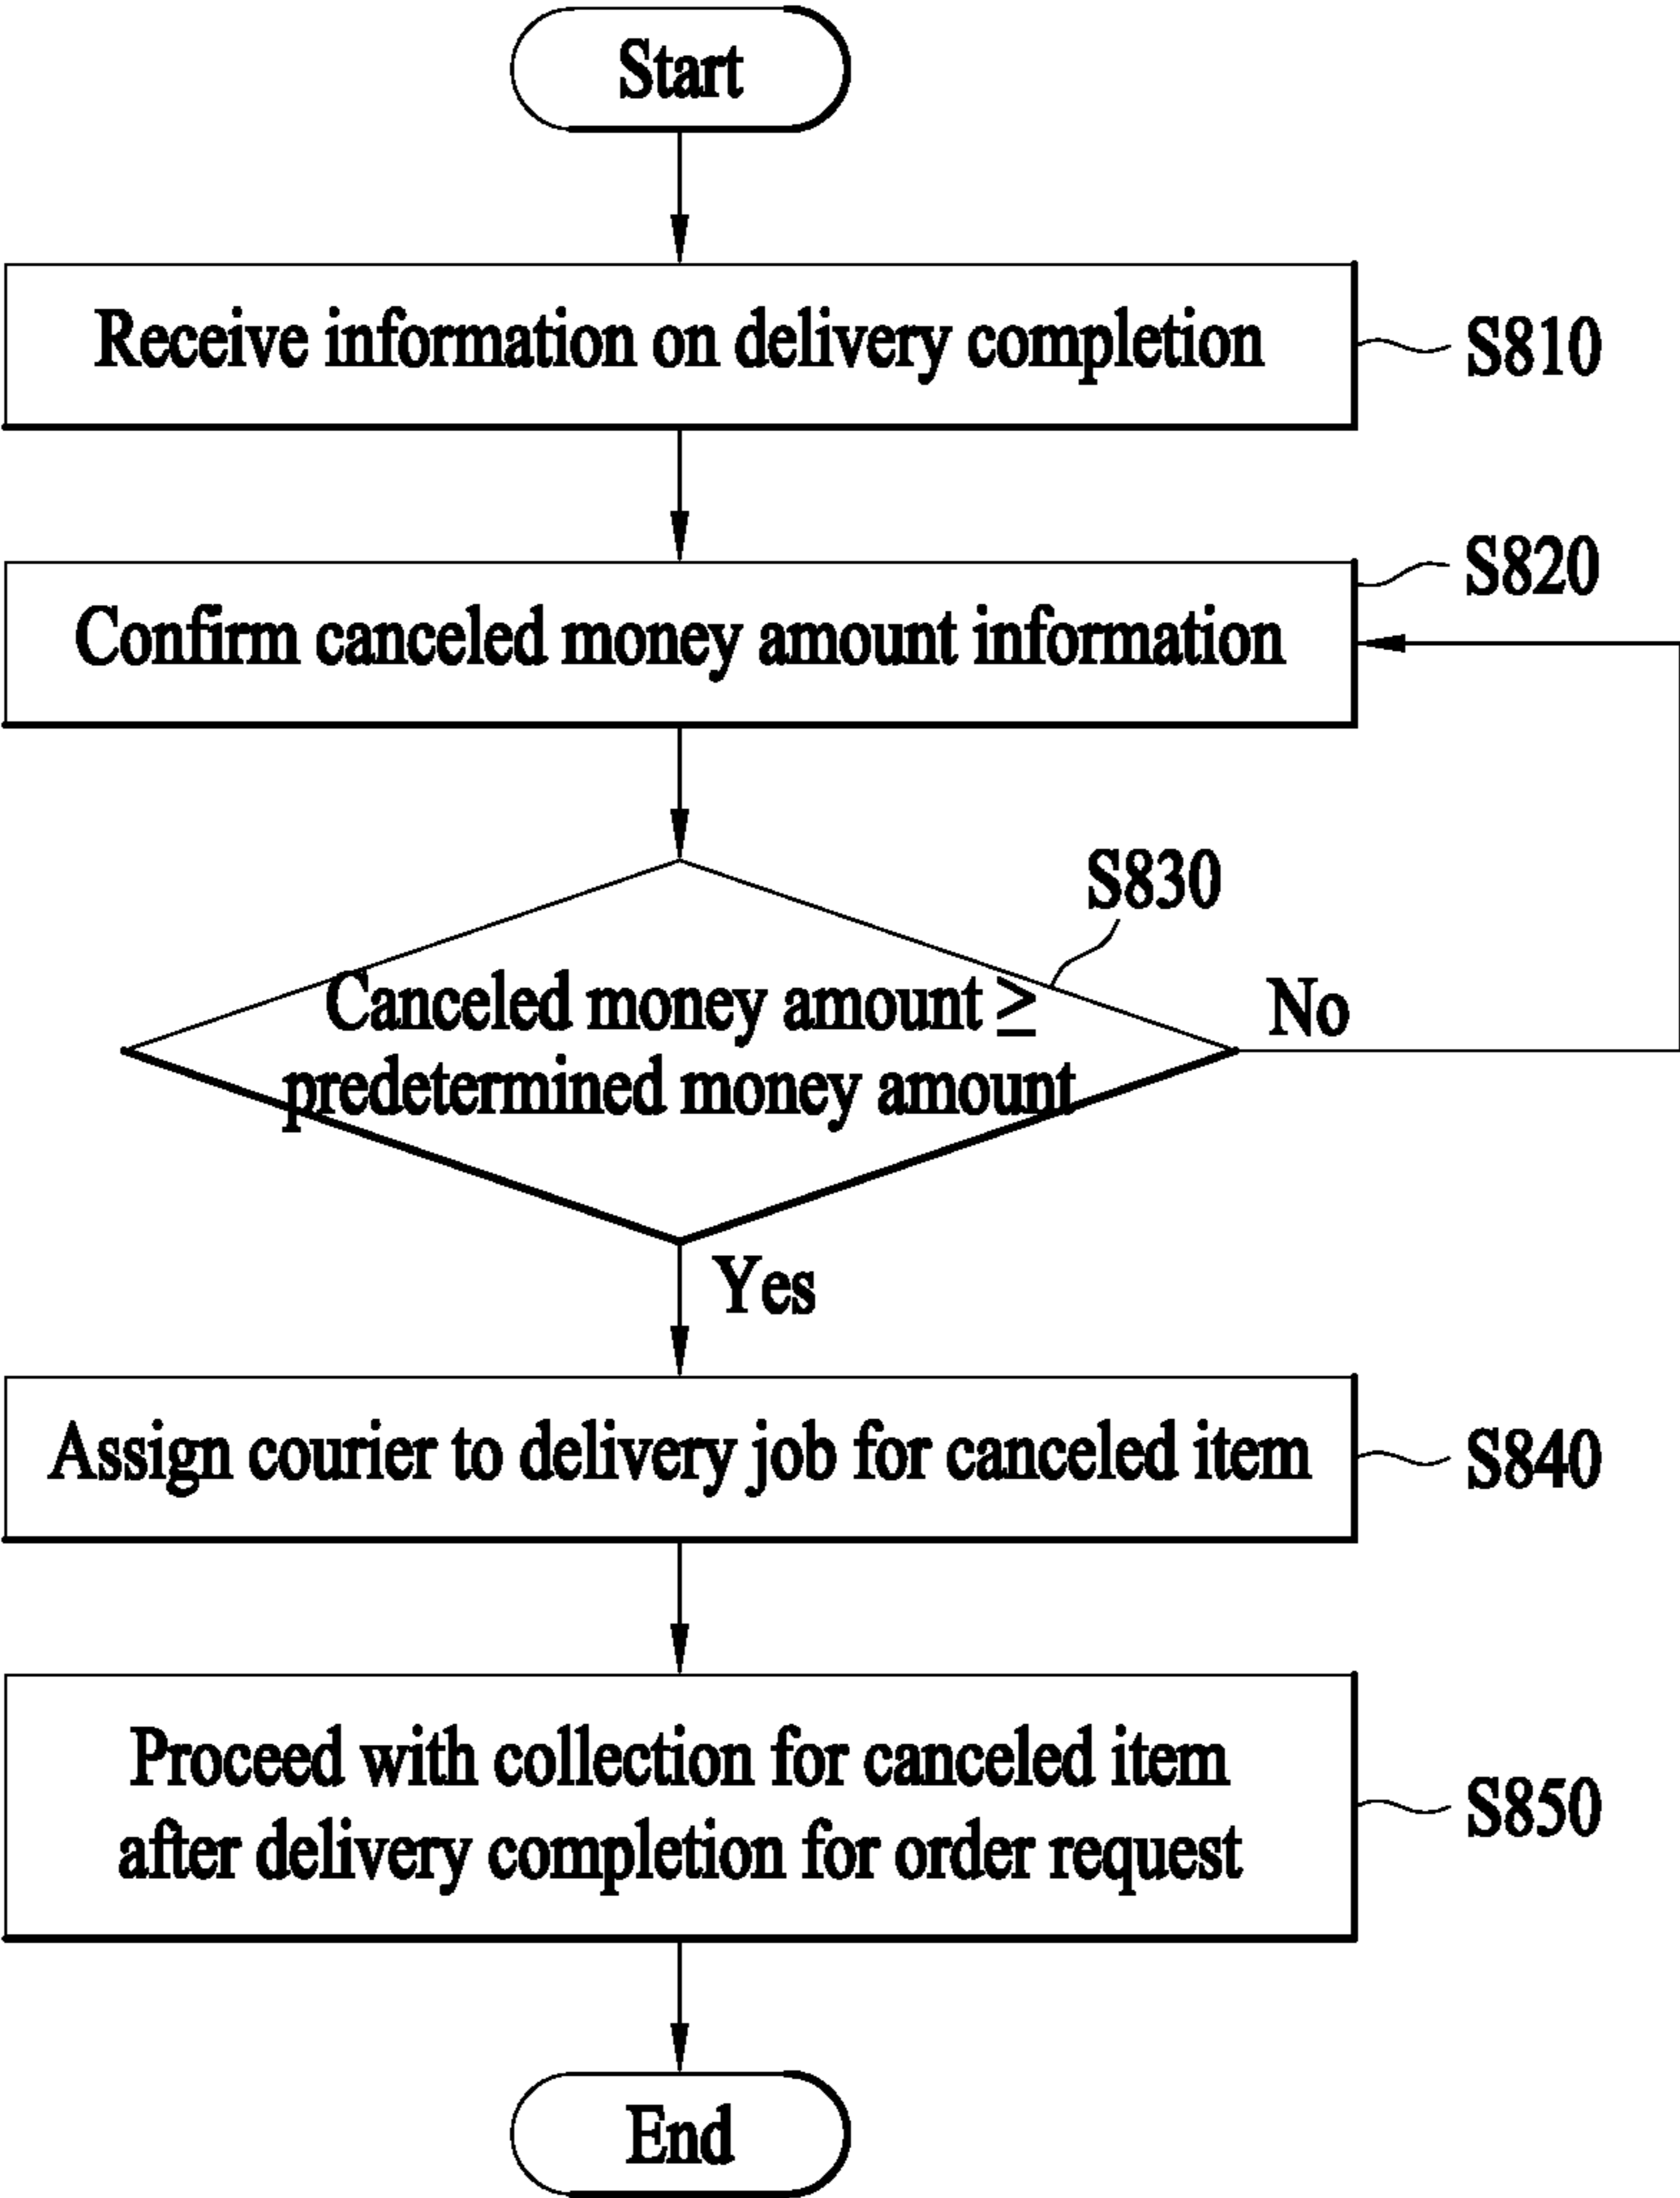 Start
Receive information on delivery completion
S810
S820
Confirm canceled money amount information
S830
Canceled money amount ≥
predetermined money amount
No
Yes
Assign courier to delivery job for canceled item
S840
Proceed with collection for canceled item
after delivery completion for order request
S850
End